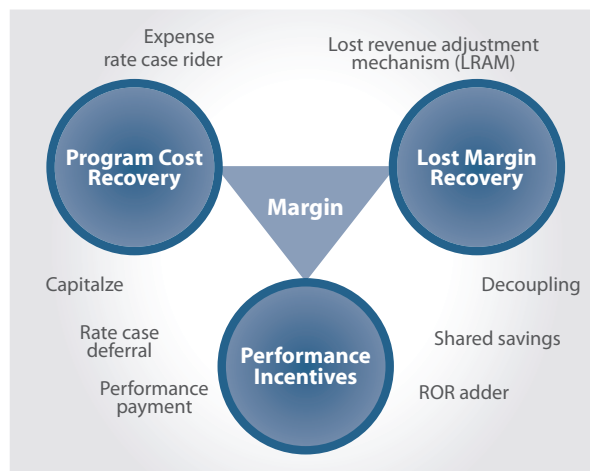 Expense
rate case rider
Lost revenue adjustment
mechanism (LRAM)
Program Cost
Recovery
Lost Margin
Recovery
Margin
Capitalze
Decoupling
Rate case
deferral
Shared savings
Performance
Incentives
Performance
payment
ROR adder